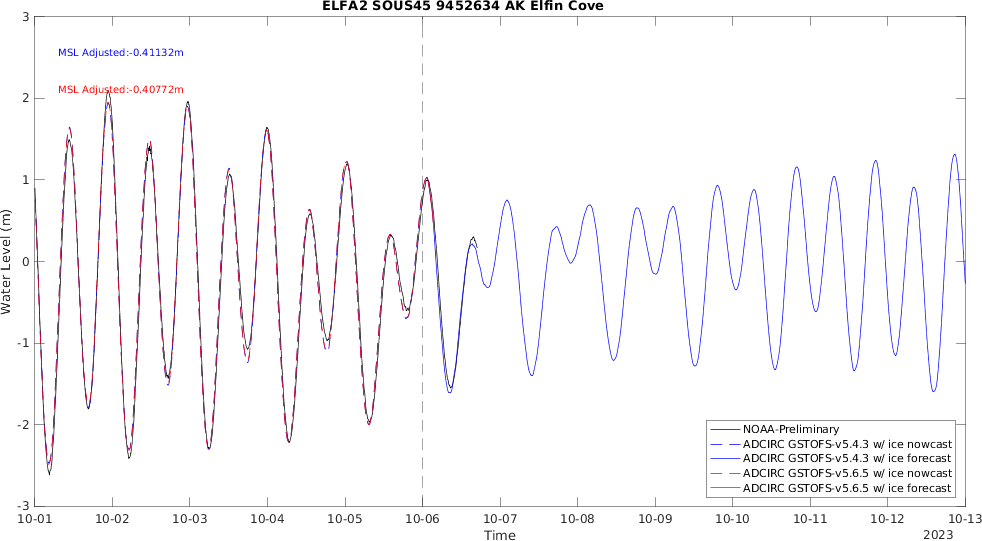 ELFA2 SOUS45 9452634 AK Elfin Cove
MSL Adjusted:-0.41132m
MSL Adjusted:-0.40772m
Water Level (m)
3
2
1
0
-1
-2
-3
NOAA-Preliminary
ADCIRC GSTOFS-v5.4.3 w/ ice nowcast
ADCIRC GSTOFS-v5.4.3 w/ ice forecast
ADCIRC GSTOFS-v5.6.5 w/ ice nowcast
ADCIRC GSTOFS-v5.6.5 w/ ice forecast
10-01 10-02 10-03 10-04 10-05 10-06 10-07 10-08 10-09 10-10 10-11 10-12 10-13
Time
2023